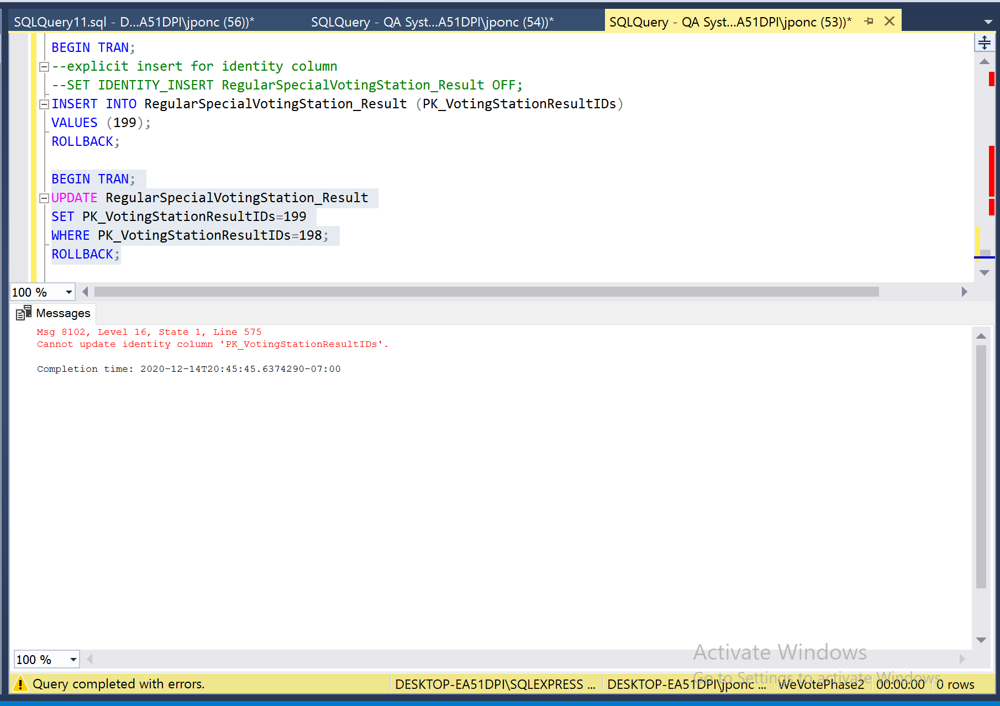 SQLQuery11.sql - D...A51DPI\jponc (56))*
SQLQuery - QA Syst...A51DPI\jponc (54))*
SQLQuery - QA Syst...A51DPI\jponc (53))*
BEGIN TRAN;
--explicit insert for identity column
--SET IDENTITY_INSERT RegularSpecialVotingStation_Result OFF;
INSERT INTO RegularSpecialVotingStation_Result (PK_VotingStationResultIDs)
VALUES (199);
ROLLBACK;
BEGIN TRAN;
UPDATE RegularSpecialVotingStation_Result
SET PK_VotingStationResultIDs=199
WHERE PK_VotingStationResultIDs=198;
ROLLBACK;
100 %
Messages
Msg 8102, Level 16, State 1, Line 575
Cannot update identity column 'PK_VotingStationResultIDs'.
Completion time: 2020-12-14T20:45:45.6374290-07:00
Activate Windows
Go to Settings to activate Windows.
100 %
Query completed with errors.
DESKTOP-EA51DPI\SQLEXPRESS ...
DESKTOP-EA51DPI\jponc ...
WeVotePhase2
00:00:00
0 rows